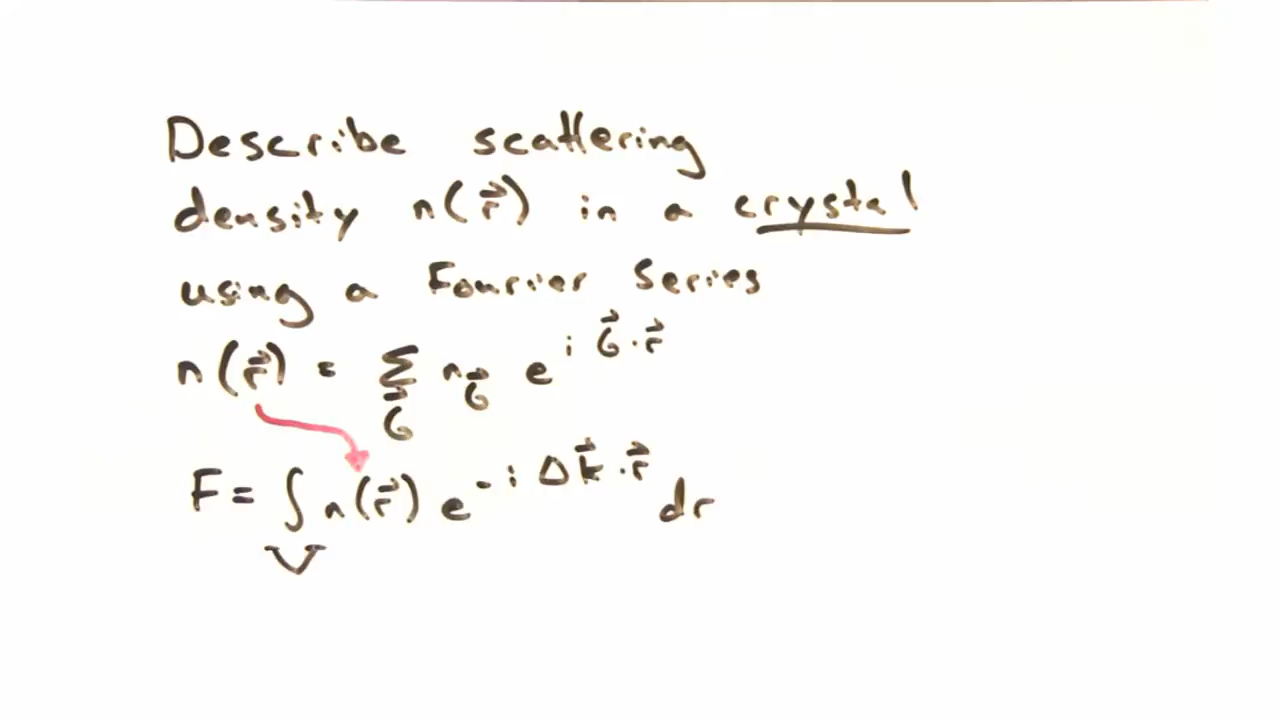 Describe scattering
density n(r⃗) in a crystal
using a Fourier Series
n(r⃗) = Σ_G⃗ n_G⃗ e^{i G⃗·r⃗}
F = ∫_V n(r⃗) e^{-i Δk⃗·r⃗} dr